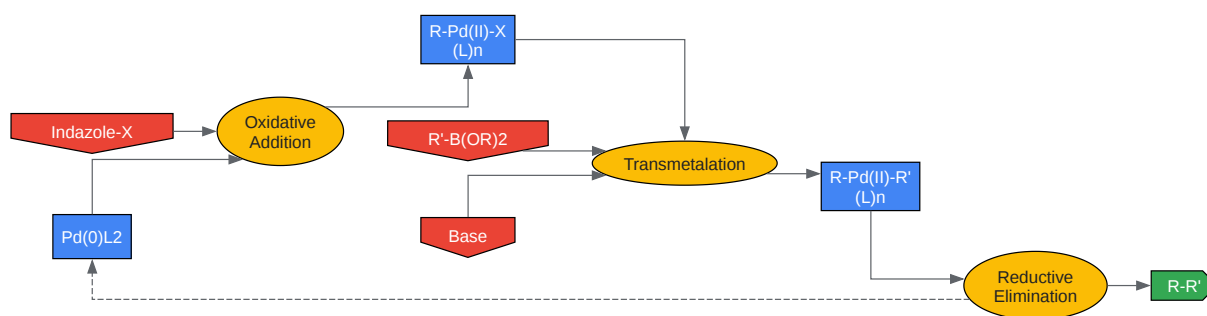 R-Pd(II)-X
(L)n
Indazole-X
Oxidative
Addition
R'-B(OR)2
Transmetalation
R-Pd(II)-R'
(L)n
Pd(0)L2
Base
Reductive
Elimination
R-R'